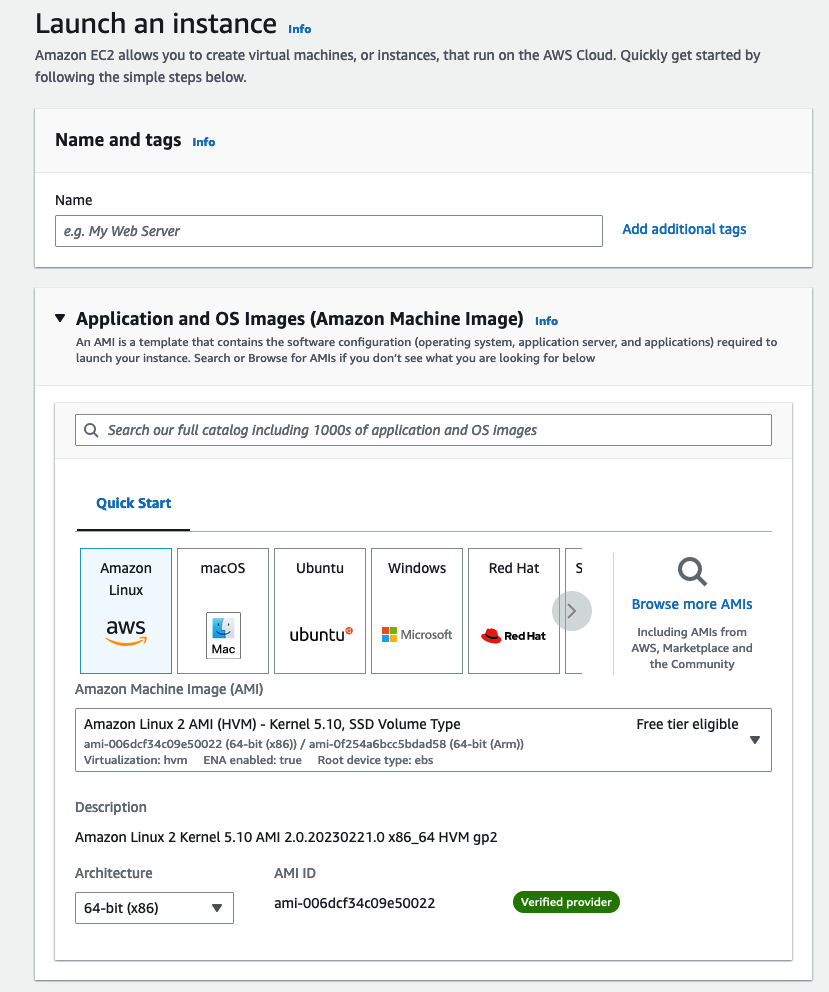 Launch an instance Info
Amazon EC2 allows you to create virtual machines, or instances, that run on the AWS Cloud. Quickly get started by
following the simple steps below.
Name and tags Info
Name
e.g. My Web Server
Add additional tags
Application and OS Images (Amazon Machine Image) Info
An AMI is a template that contains the software configuration (operating system, application server, and applications) required to
launch your instance. Search or Browse for AMIs if you don't see what you are looking for below
Search our full catalog including 1000s of application and OS images
Quick Start
Amazon
Linux
aws
macOS
Mac
Ubuntu
ubuntu
Windows
Microsoft
Red Hat
Red Hat
S
Browse more AMIs
Including AMIs from
AWS, Marketplace and
the Community
Amazon Machine Image (AMI)
Amazon Linux 2 AMI (HVM) - Kernel 5.10, SSD Volume Type
Free tier eligible
ami-006dcf34c09e50022 (64-bit (x86)) / ami-0f254a6bcc5bdad58 (64-bit (Arm))
Virtualization: hvm ENA enabled: true Root device type: ebs
Description
Amazon Linux 2 Kernel 5.10 AMI 2.0.20230221.0 x86_64 HVM gp2
Architecture
AMI ID
64-bit (x86)
ami-006dcf34c09e50022
Verified provider